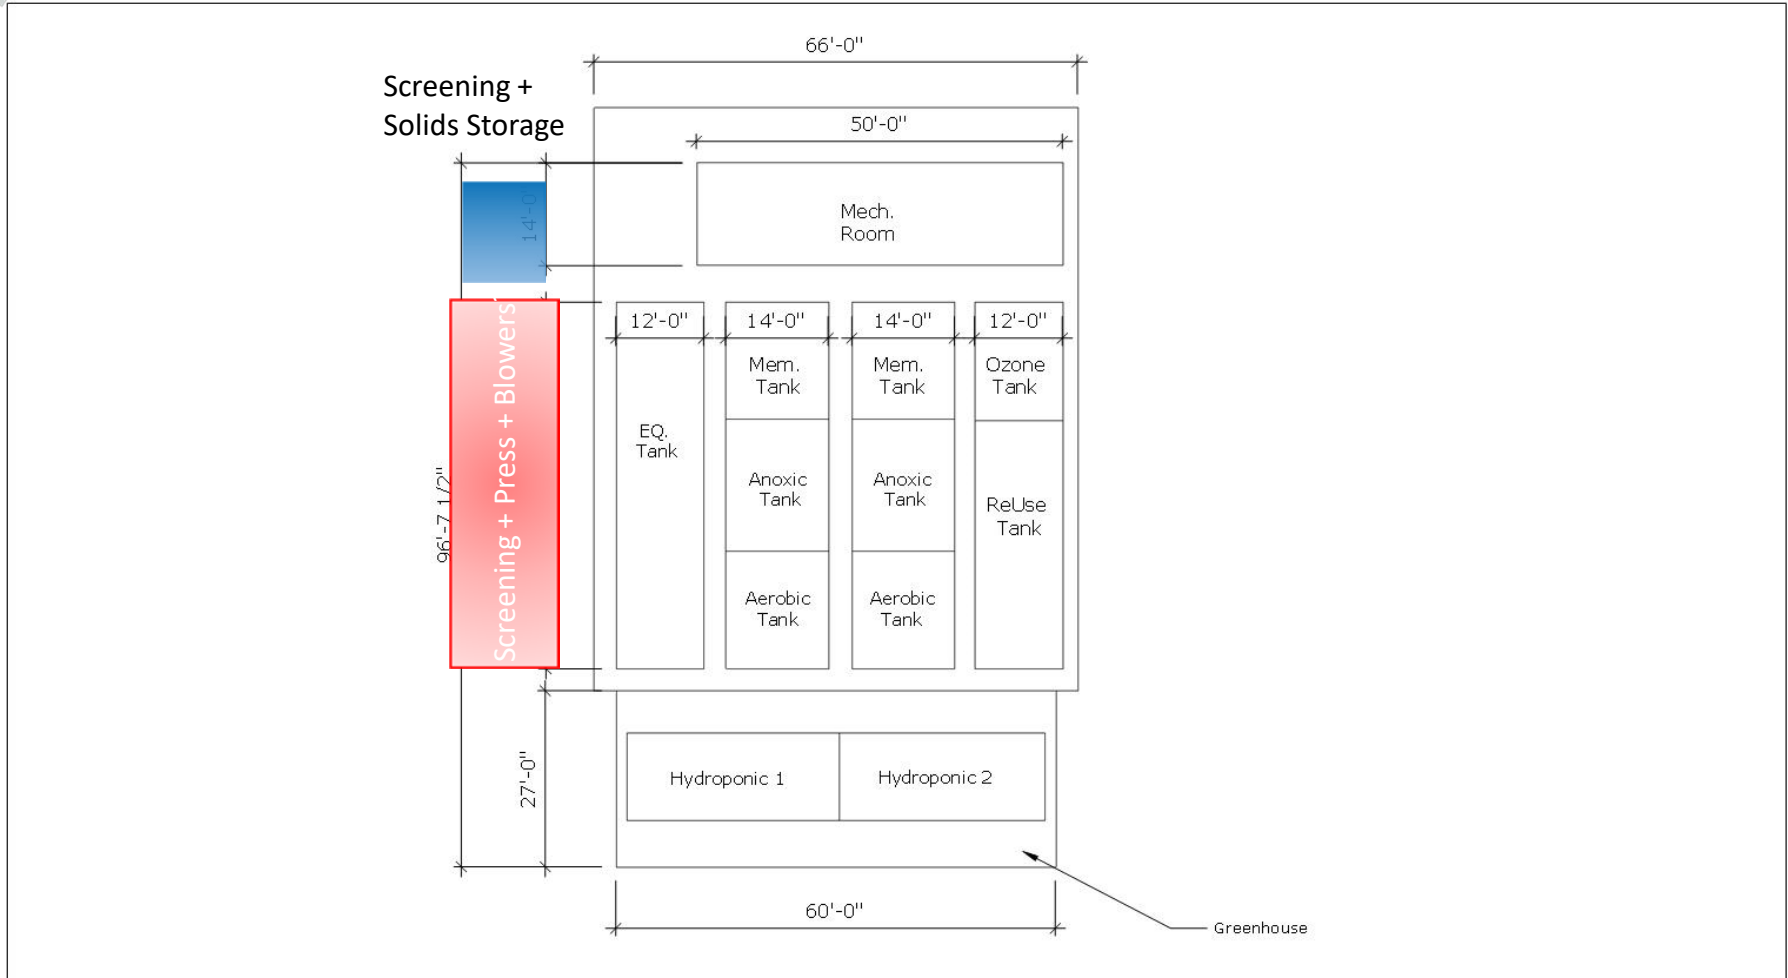 66'-0"
Screening +
Solids Storage
50'-0"
14'-0"
Mech.
Room
12'-0"
14'-0"
14'-0"
12'-0"
Mem.
Tank
Mem.
Tank
Ozone
Tank
EQ.
Tank
Anoxic
Tank
Anoxic
Tank
ReUse
Tank
Aerobic
Tank
Aerobic
Tank
Screening + Press + Blowers
96'-7 1/2"
27'-0"
Hydroponic 1
Hydroponic 2
60'-0"
Greenhouse